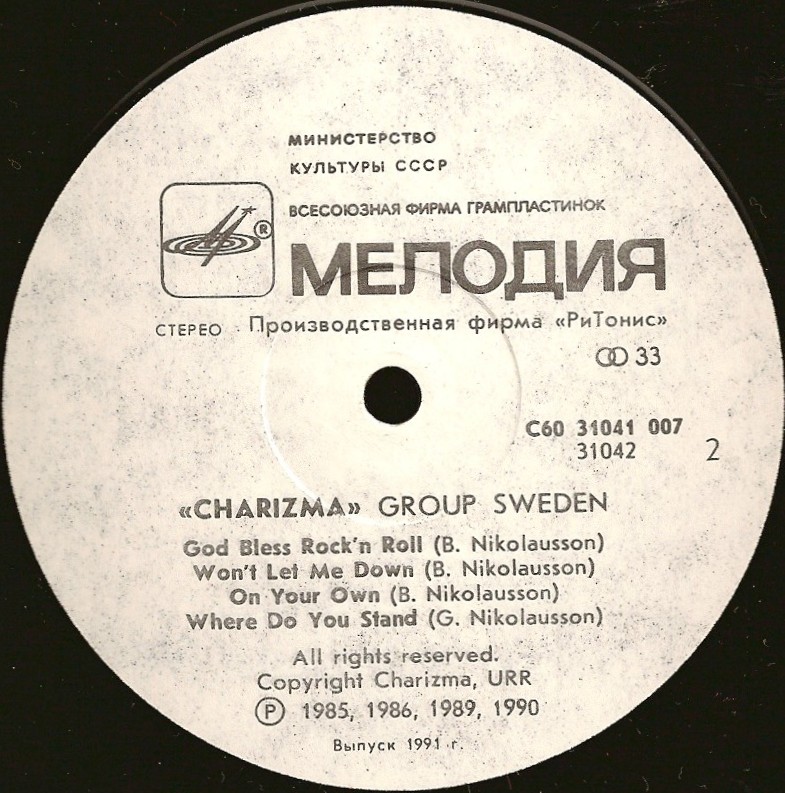 МИНИСТЕРСТВО
КУЛЬТУРЫ СССР
ВСЕСОЮЗНАЯ ФИРМА ГРАМПЛАСТИНОК
®
МЕЛОДИЯ
СТЕРЕО · Производственная фирма «РиТонис»
33
С60 31041 007
31042
2
«CHARIZMA» GROUP SWEDEN
God Bless Rock'n Roll (B. Nikolausson)
Won't Let Me Down (B. Nikolausson)
On Your Own (B. Nikolausson)
Where Do You Stand (G. Nikolausson)
All rights reserved.
Copyright Charizma, URR
Ⓟ 1985, 1986, 1989, 1990
Выпуск 1991 г.